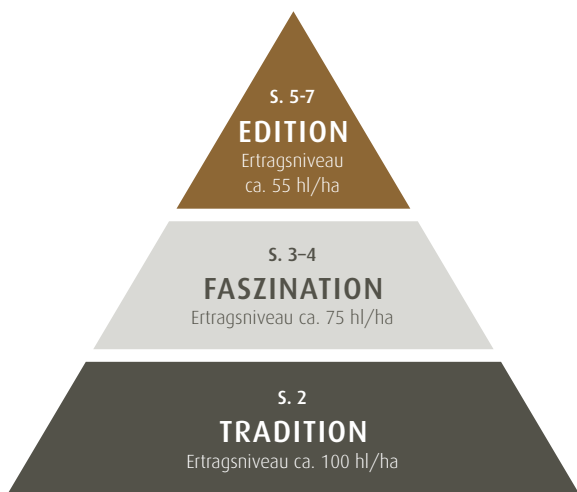 S. 5-7
EDITION
Ertragsniveau
ca. 55 hl/ha
S. 3–4
FASZINATION
Ertragsniveau ca. 75 hl/ha
S. 2
TRADITION
Ertragsniveau ca. 100 hl/ha